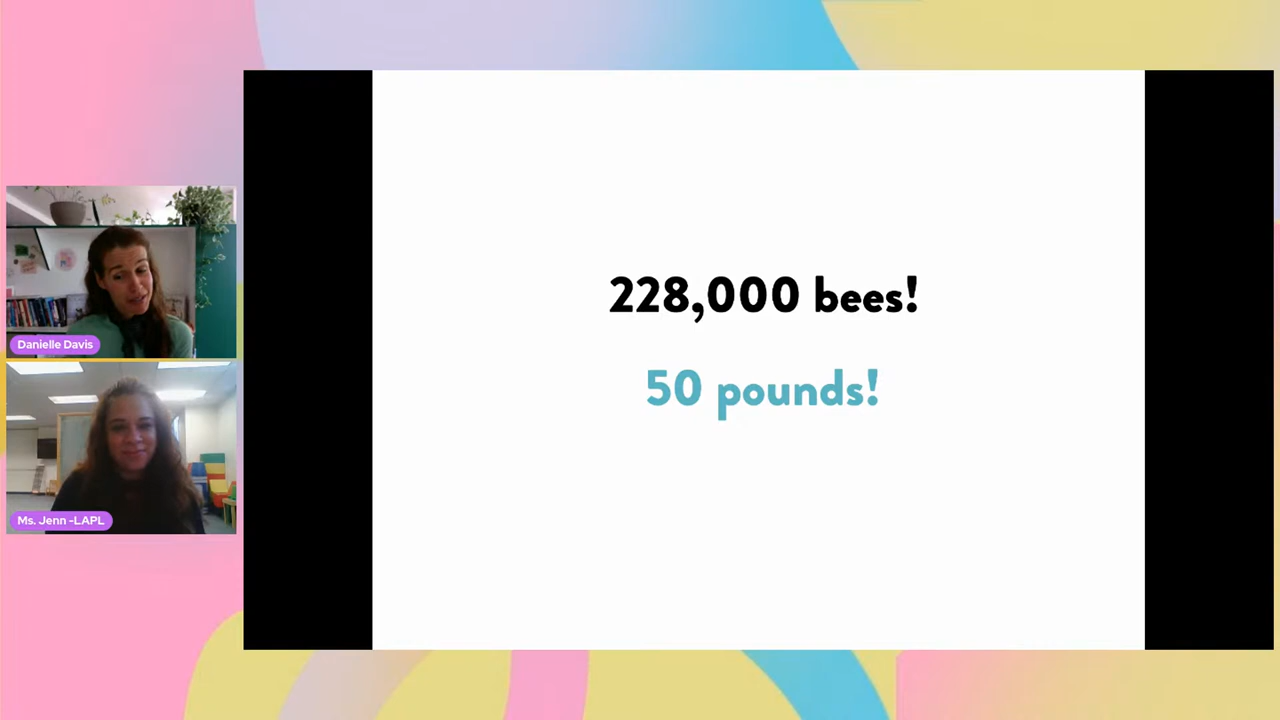 228,000 bees!
50 pounds!
Danielle Davis
Ms. Jenn -LAPL